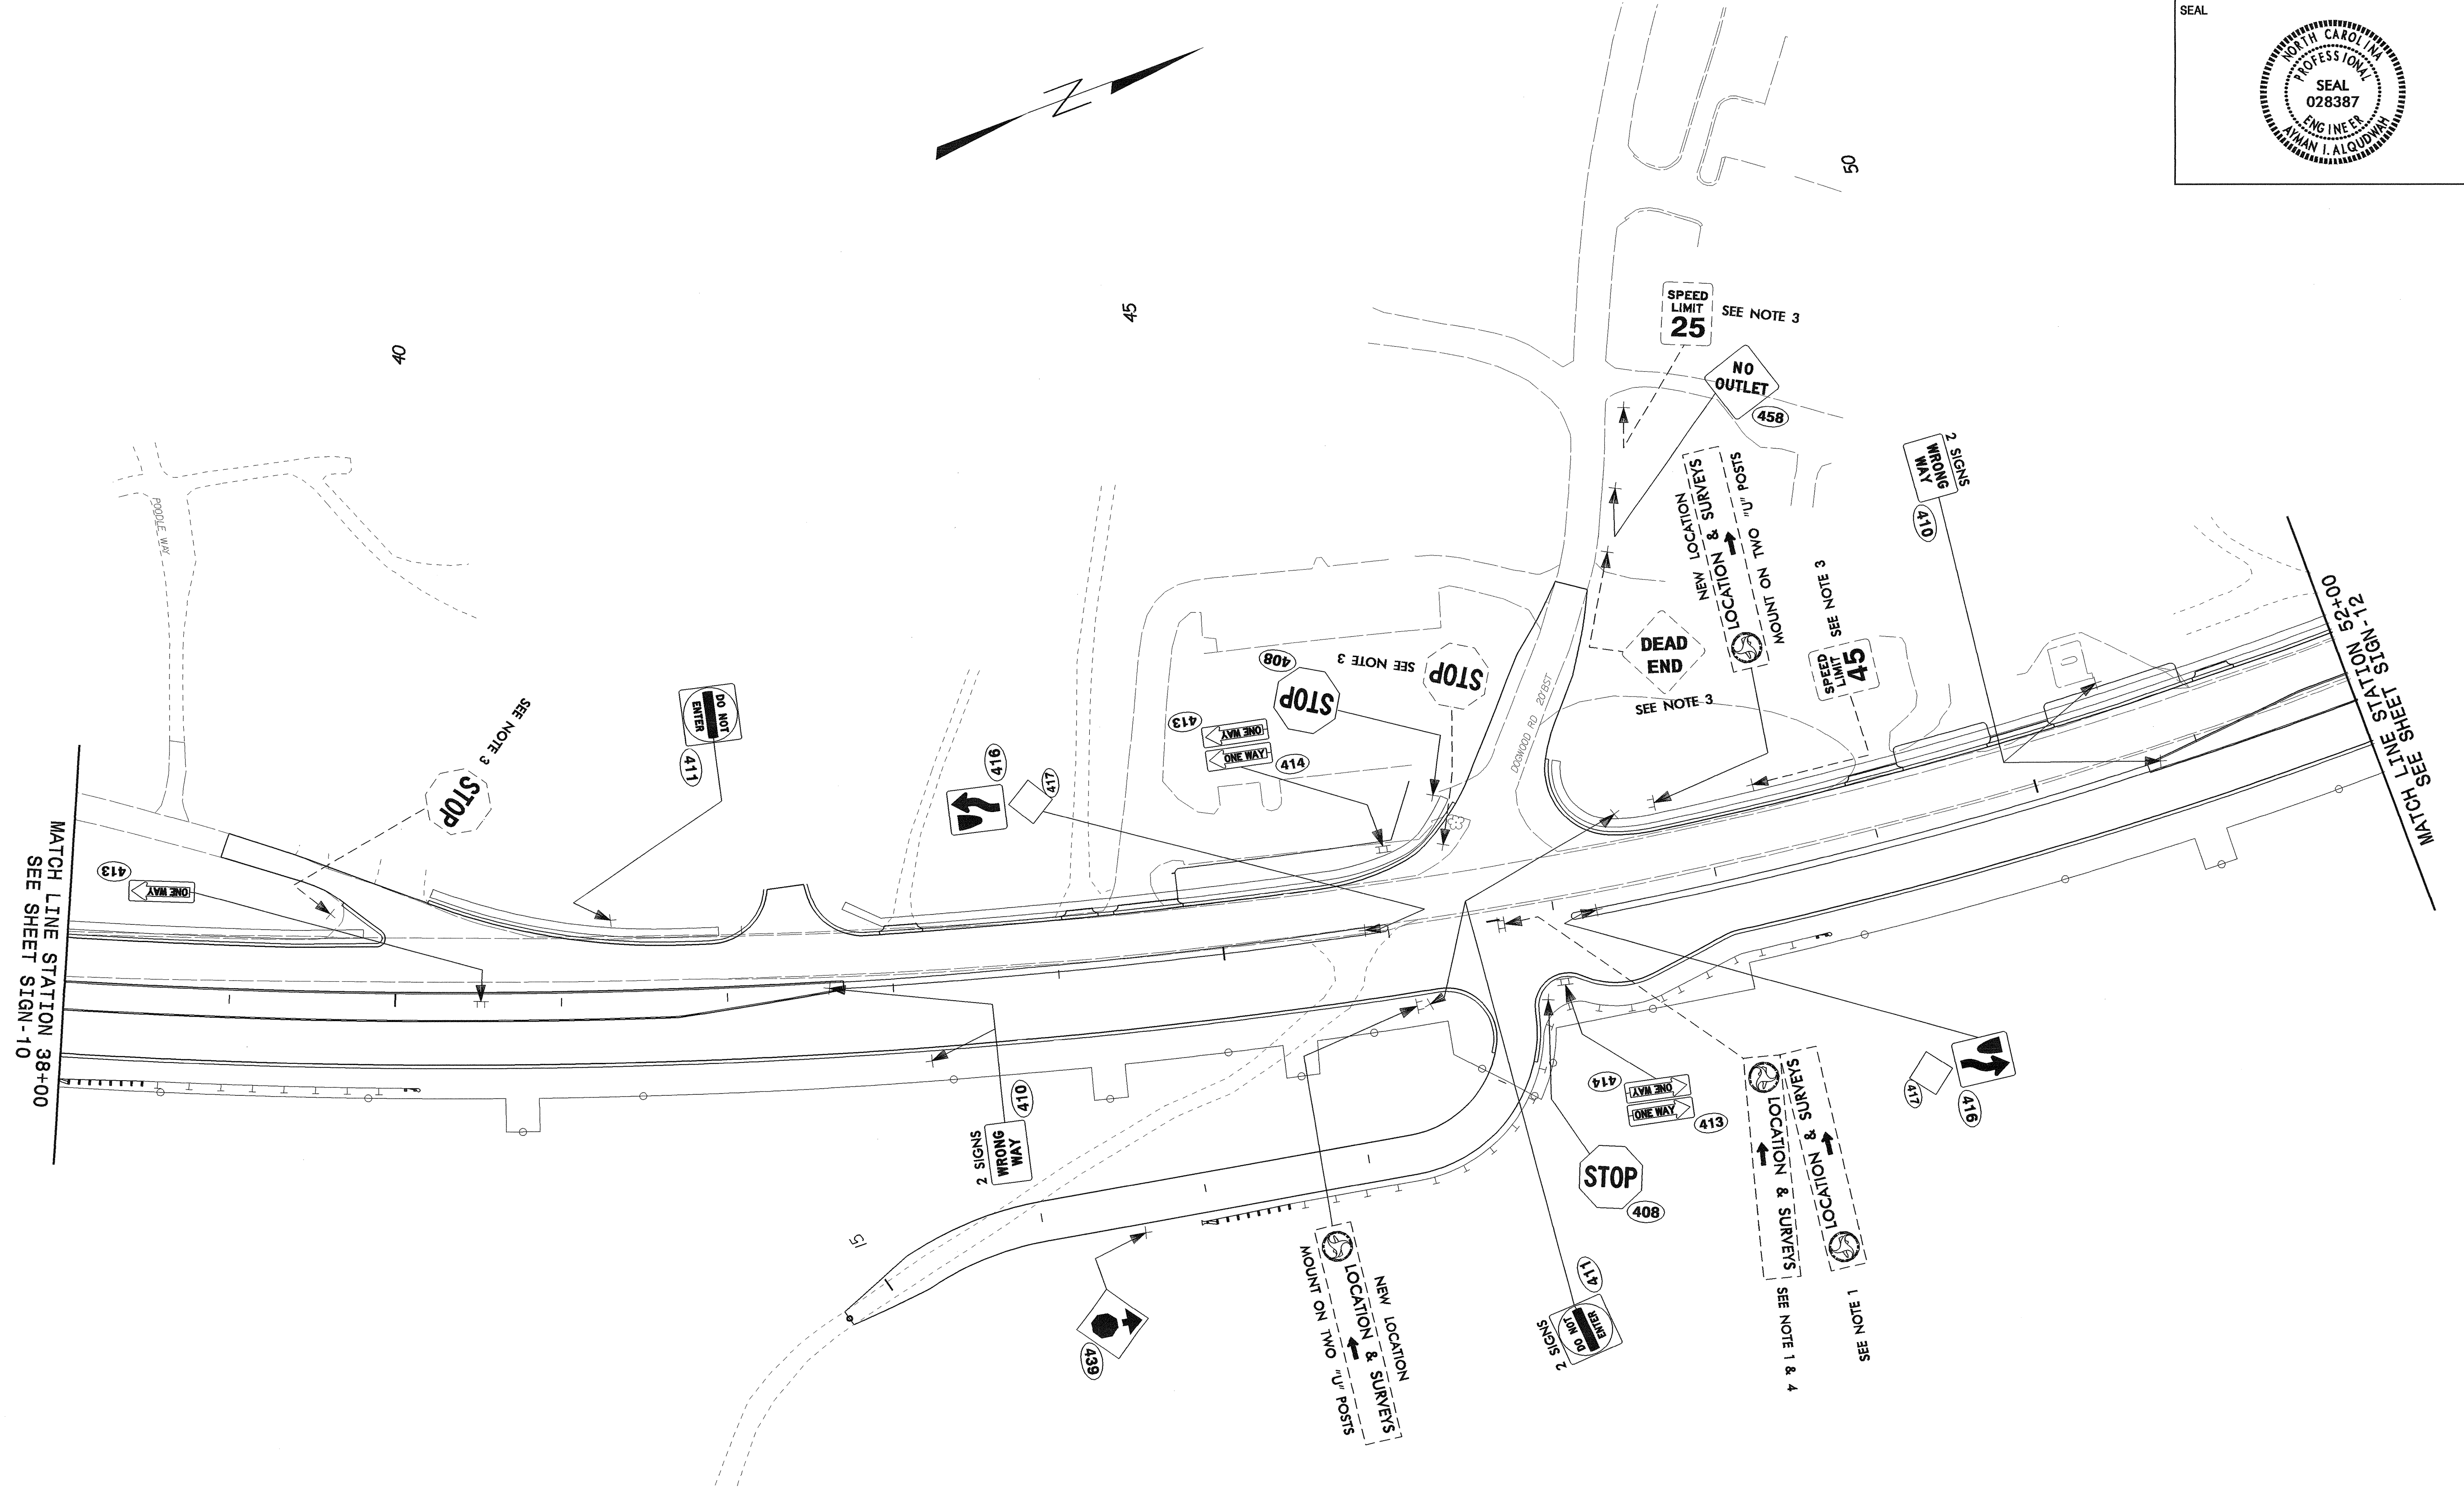 SEAL
NORTH CAROLINA
PROFESSIONAL
SEAL
028387
ENGINEER
AYMAN I. ALQUDWAH
N
50
45
40
SPEED
LIMIT
25
SEE NOTE 3
NO
OUTLET
458
2 SIGNS
WRONG
WAY
410
NEW LOCATION
LOCATION & SURVEYS
MOUNT ON TWO "U" POSTS
POODLE WAY
SEE NOTE 3
SPEED
LIMIT
45
DEAD
END
SEE NOTE 3
DOGWOOD RD 20' BST
STOP
SEE NOTE 3
408
STOP
413
ONE WAY
ONE WAY
414
416
417
DO NOT
ENTER
411
SEE NOTE 3
STOP
413
ONE WAY
MATCH LINE STATION 38+00
SEE SHEET SIGN-10
MATCH LINE STATION 52+00
SEE SHEET SIGN-12
410
2 SIGNS
WRONG
WAY
15
439
LOCATION & SURVEYS
NEW LOCATION
MOUNT ON TWO "U" POSTS
411
2 SIGNS
DO NOT
ENTER
414
ONE WAY
ONE WAY
413
STOP
408
LOCATION & SURVEYS
SEE NOTE 1 & 4
LOCATION & SURVEYS
SEE NOTE 1
417
416